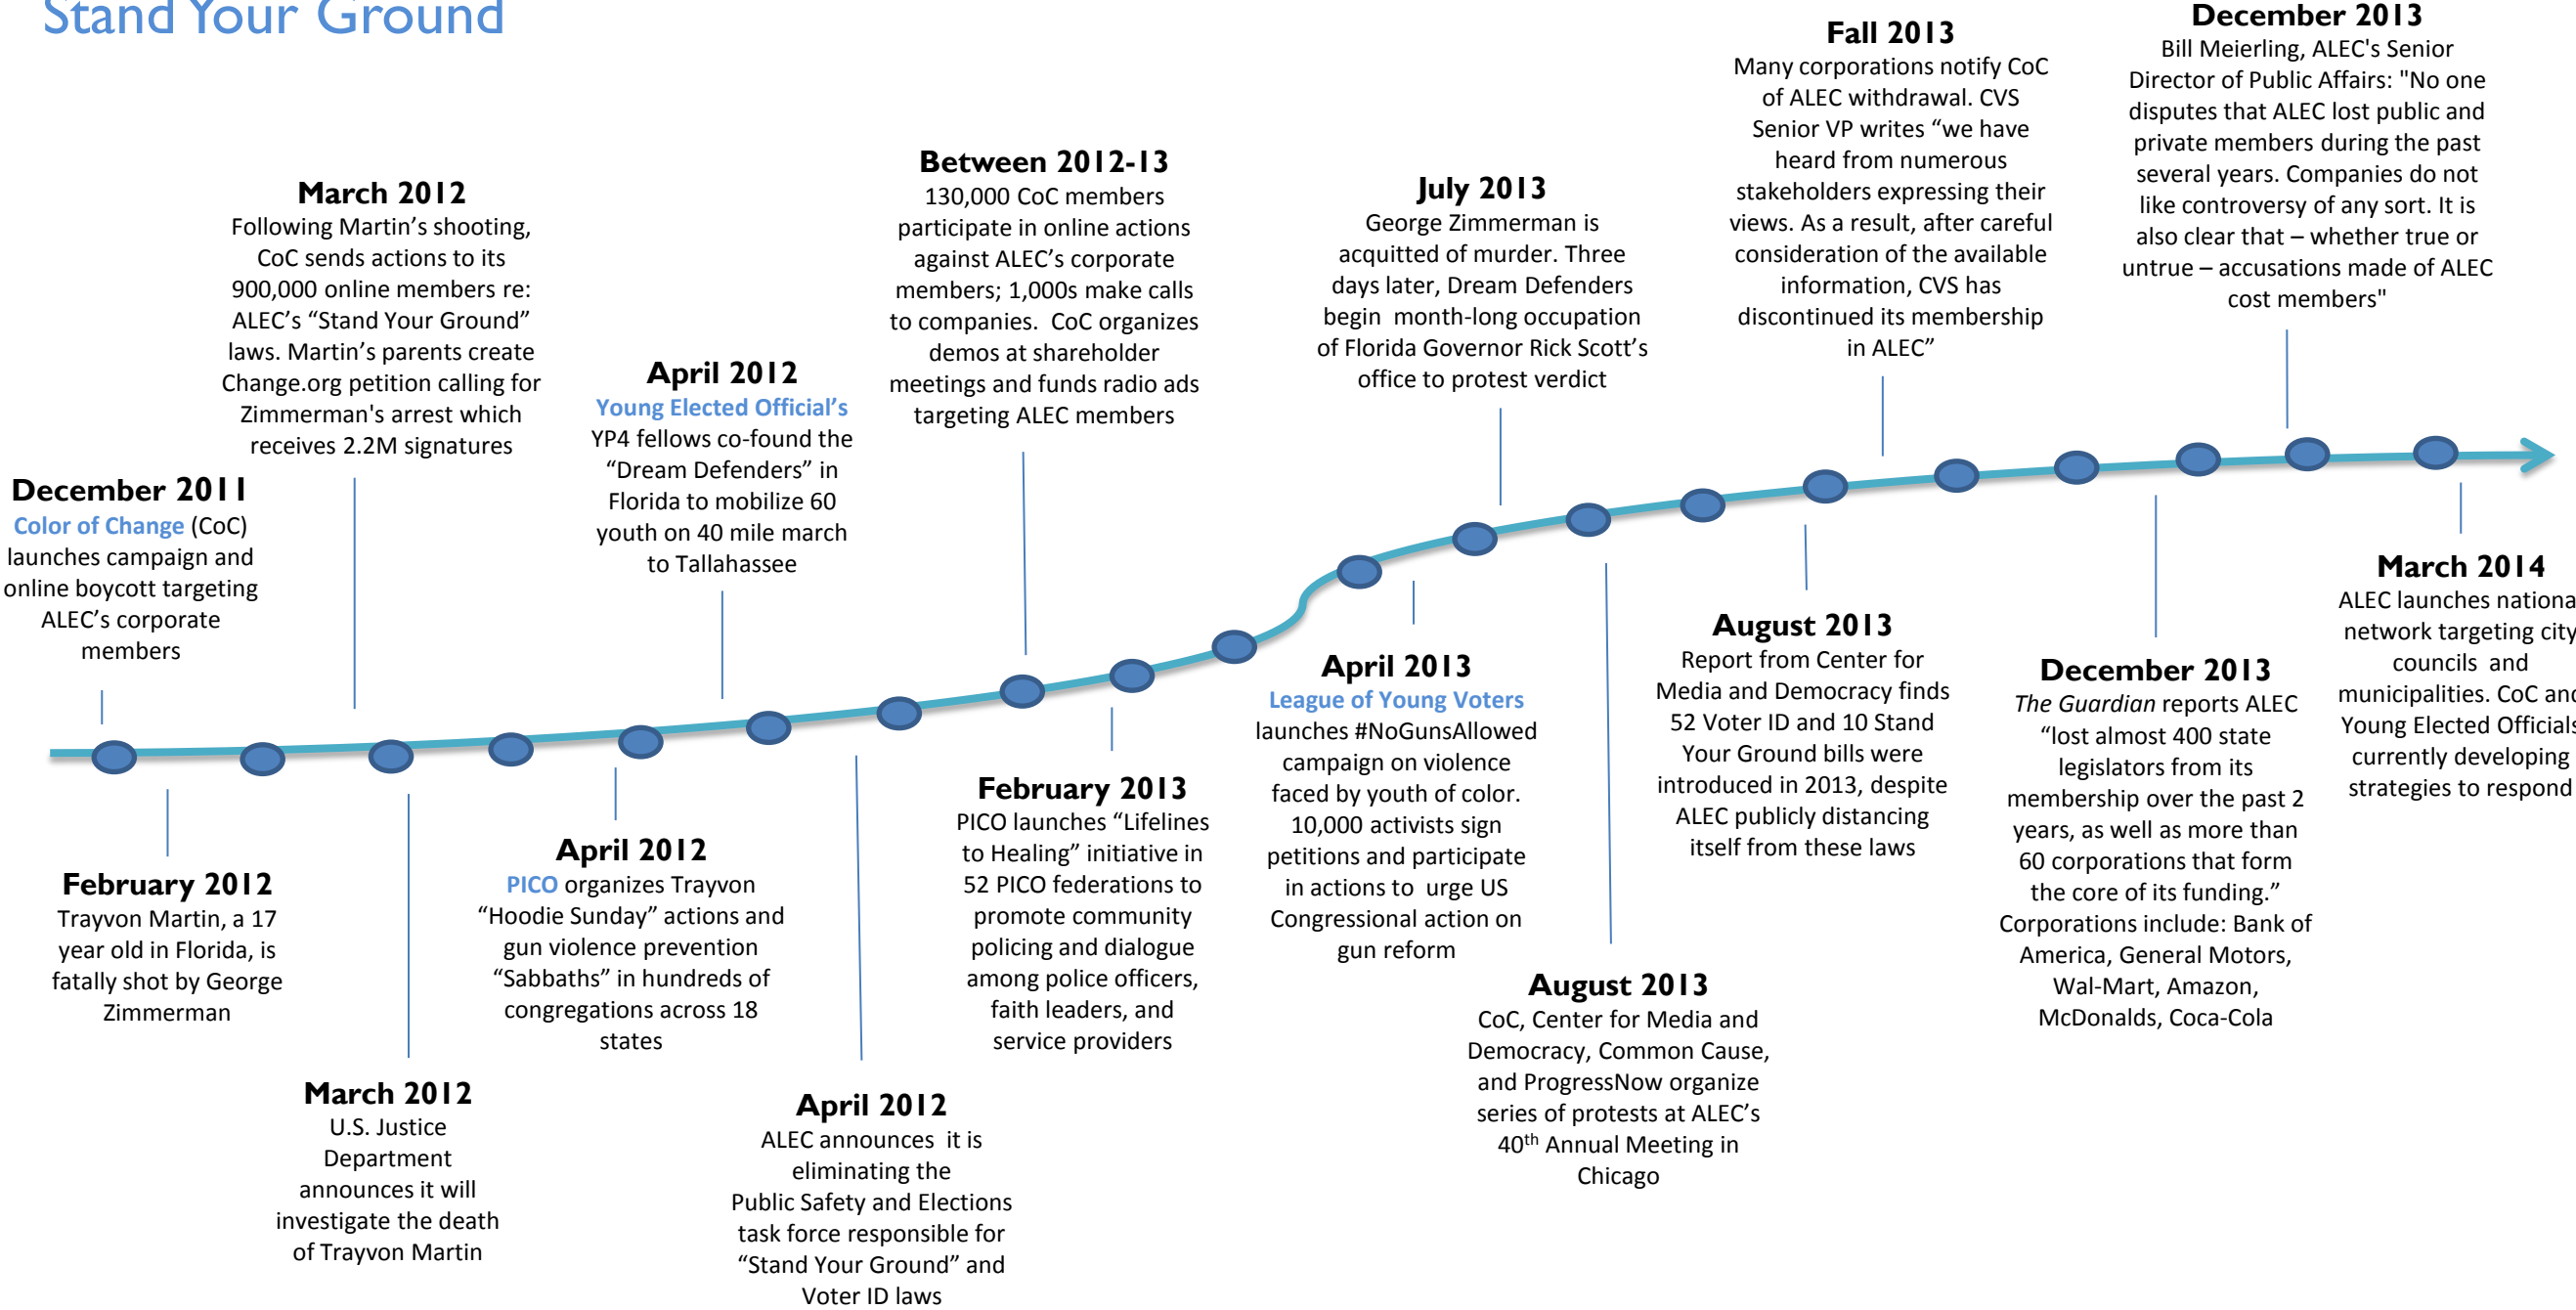 Stand Your Ground
December 2011
Color of Change (CoC)
launches campaign and
online boycott targeting
ALEC’s corporate
members
February 2012
Trayvon Martin, a 17
year old in Florida, is
fatally shot by George
Zimmerman
March 2012
Following Martin’s shooting,
CoC sends actions to its
900,000 online members re:
ALEC’s “Stand Your Ground”
laws. Martin’s parents create
Change.org petition calling for
Zimmerman's arrest which
receives 2.2M signatures
March 2012
U.S. Justice
Department
announces it will
investigate the death
of Trayvon Martin
April 2012
PICO organizes Trayvon
“Hoodie Sunday” actions and
gun violence prevention
“Sabbaths” in hundreds of
congregations across 18
states
April 2012
Young Elected Official’s
YP4 fellows co-found the
“Dream Defenders” in
Florida to mobilize 60
youth on 40 mile march
to Tallahassee
April 2012
ALEC announces it is
eliminating the
Public Safety and Elections
task force responsible for
“Stand Your Ground” and
Voter ID laws
Between 2012-13
130,000 CoC members
participate in online actions
against ALEC’s corporate
members; 1,000s make calls
to companies. CoC organizes
demos at shareholder
meetings and funds radio ads
targeting ALEC members
February 2013
PICO launches “Lifelines
to Healing” initiative in
52 PICO federations to
promote community
policing and dialogue
among police officers,
faith leaders, and
service providers
April 2013
League of Young Voters
launches #NoGunsAllowed
campaign on violence
faced by youth of color.
10,000 activists sign
petitions and participate
in actions to urge US
Congressional action on
gun reform
July 2013
George Zimmerman is
acquitted of murder. Three
days later, Dream Defenders
begin month-long occupation
of Florida Governor Rick Scott’s
office to protest verdict
August 2013
CoC, Center for Media and
Democracy, Common Cause,
and ProgressNow organize
series of protests at ALEC’s
40th Annual Meeting in
Chicago
August 2013
Report from Center for
Media and Democracy finds
52 Voter ID and 10 Stand
Your Ground bills were
introduced in 2013, despite
ALEC publicly distancing
itself from these laws
Fall 2013
Many corporations notify CoC
of ALEC withdrawal. CVS
Senior VP writes “we have
heard from numerous
stakeholders expressing their
views. As a result, after careful
consideration of the available
information, CVS has
discontinued its membership
in ALEC”
December 2013
The Guardian reports ALEC
“lost almost 400 state
legislators from its
membership over the past 2
years, as well as more than
60 corporations that form
the core of its funding.”
Corporations include: Bank of
America, General Motors,
Wal-Mart, Amazon,
McDonalds, Coca-Cola
December 2013
Bill Meierling, ALEC's Senior
Director of Public Affairs: "No one
disputes that ALEC lost public and
private members during the past
several years. Companies do not
like controversy of any sort. It is
also clear that – whether true or
untrue – accusations made of ALEC
cost members"
March 2014
ALEC launches nationa
network targeting city
councils and
municipalities. CoC an
Young Elected Officials
currently developing
strategies to respond